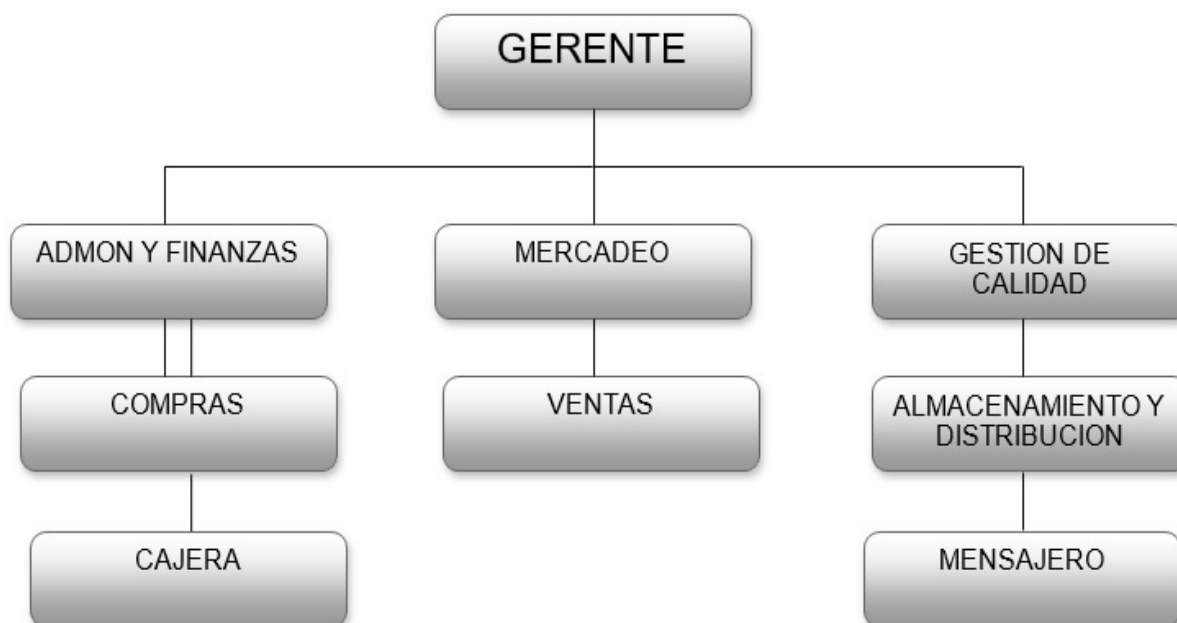 GERENTE
ADMON Y FINANZAS
MERCADEO
GESTION DE
CALIDAD
COMPRAS
VENTAS
ALMACENAMIENTO Y
DISTRIBUCION
CAJERA
MENSAJERO